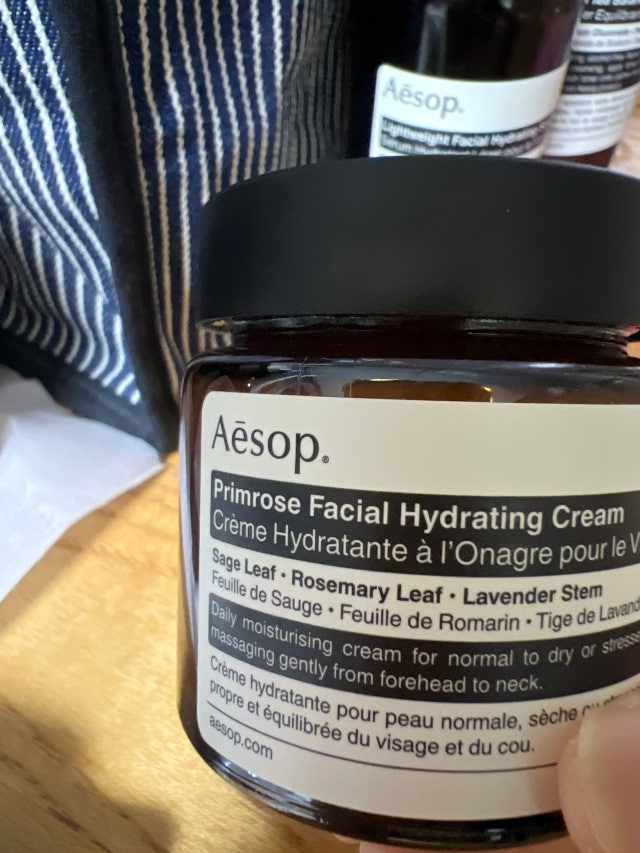 Aēsop.
Lightweight Facial Hydrating
Aēsop.®
Primrose Facial Hydrating Cream
Crème Hydratante à l'Onagre pour le V
Sage Leaf • Rosemary Leaf • Lavender Stem
Feuille de Sauge • Feuille de Romarin • Tige de Lavand
Daily moisturising cream for normal to dry or stresse
massaging gently from forehead to neck.
Crème hydratante pour peau normale, sèche
propre et équilibrée du visage et du cou.
aesop.com